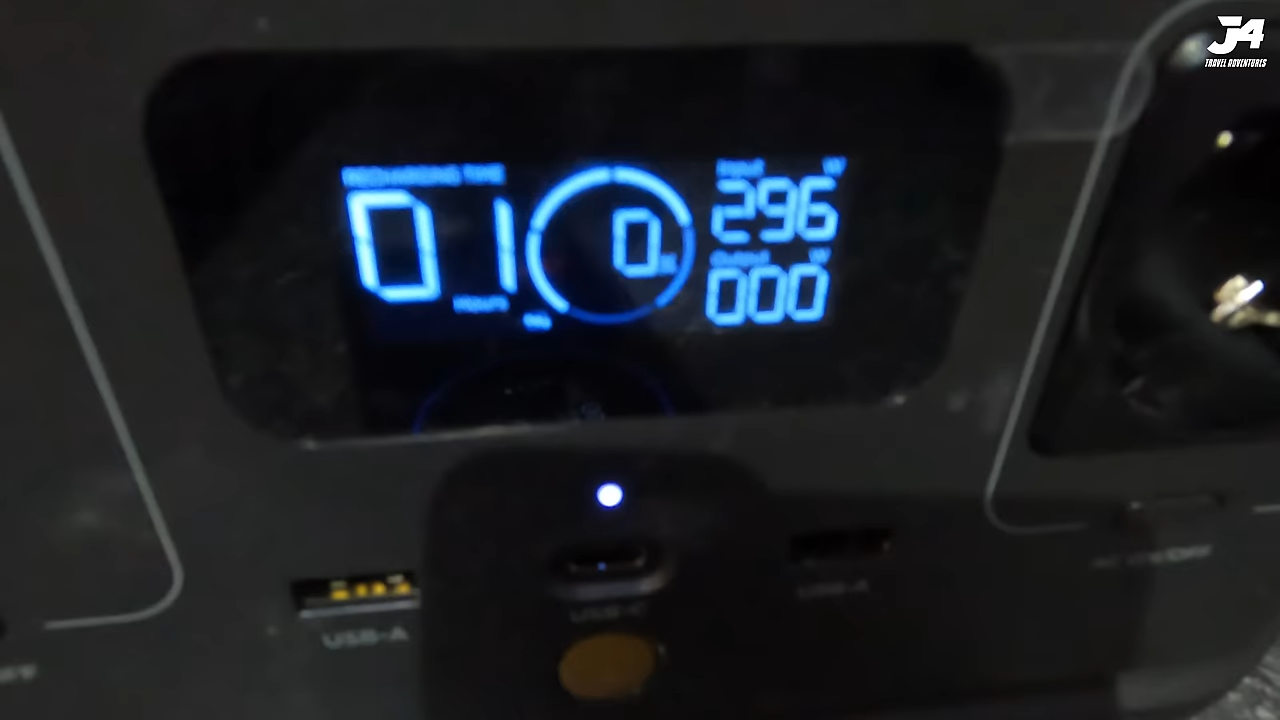 J4
TRAVEL ADVENTURES
RECHARGING TIME
01
Hours
0
%
Input W
296
Output W
000
USB-A
USB-C
USB-A